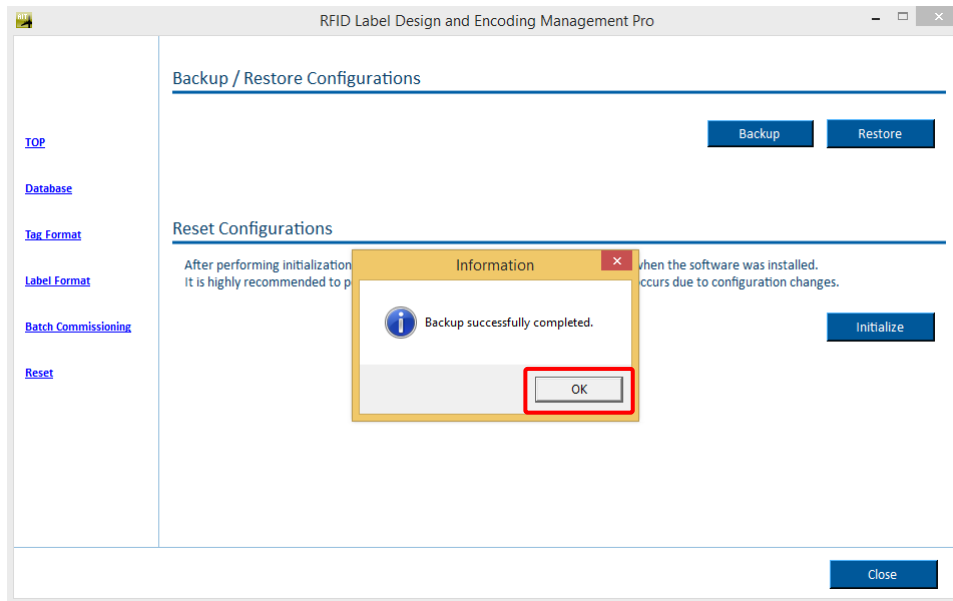 RFID Label Design and Encoding Management Pro
Backup / Restore Configurations
Backup Restore
TOP
Database
Tag Format
Label Format
Batch Commissioning
Reset
Reset Configurations
After performing initialization when the software was installed.
It is highly recommended to occurs due to configuration changes.
Information
Backup successfully completed.
OK
Initialize
Close